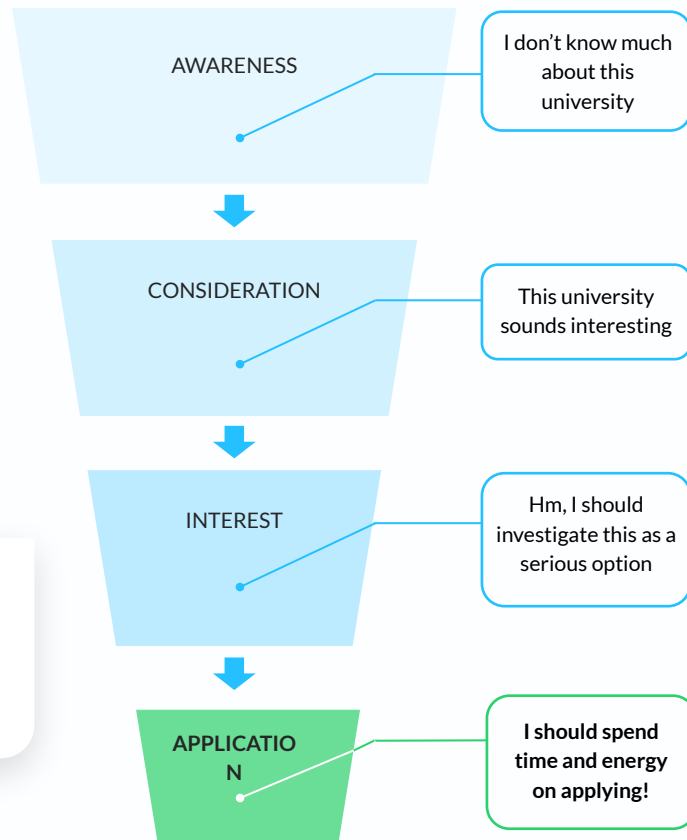 AWARENESS
I don’t know much
about this
university
CONSIDERATION
This university
sounds interesting
INTEREST
Hm, I should
investigate this as a
serious option
APPLICATIO
N
I should spend
time and energy
on applying!